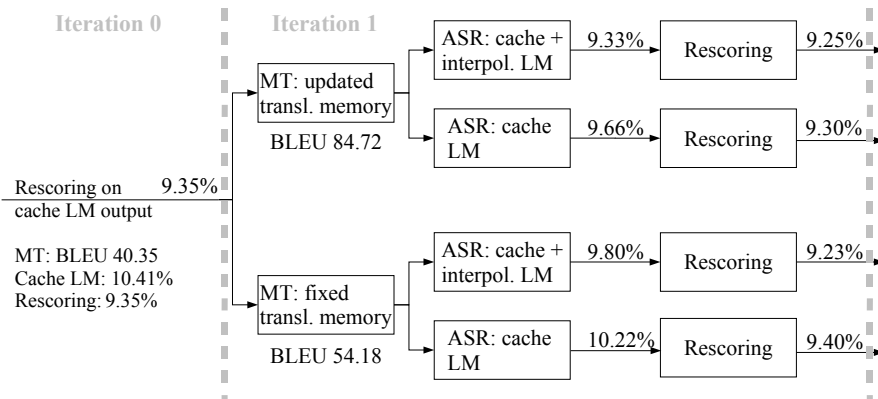 Iteration 0
Iteration 1
Rescoring on
cache LM output
9.35%
MT: BLEU 40.35
Cache LM: 10.41%
Rescoring: 9.35%
MT: updated
transl. memory
BLEU 84.72
ASR: cache +
interpol. LM
9.33%
Rescoring
9.25%
ASR: cache
LM
9.66%
Rescoring
9.30%
MT: fixed
transl. memory
BLEU 54.18
ASR: cache +
interpol. LM
9.80%
Rescoring
9.23%
ASR: cache
LM
10.22%
Rescoring
9.40%